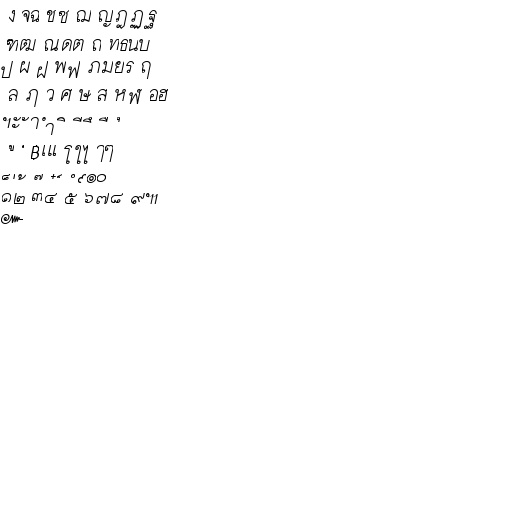 ง จฉ ชซ ฌ ญฎฏฐ
ฑฒ ณดต ถ ทธนบ
ป ผ ฝ พฟ ภมยร ฤ
ล ฦ ว ศ ษ ส หฬ อฮ
ฯะ ั า ำ ๅ ิ ี ึ ื ุ
ู ฺ ฿เแ โใไ ๅๆ
็ ่ ้ ๊ ๋ ์ ํ ๙๏๐
๑๒ ๓๔ ๕ ๖๗๘ ๙๚
๛